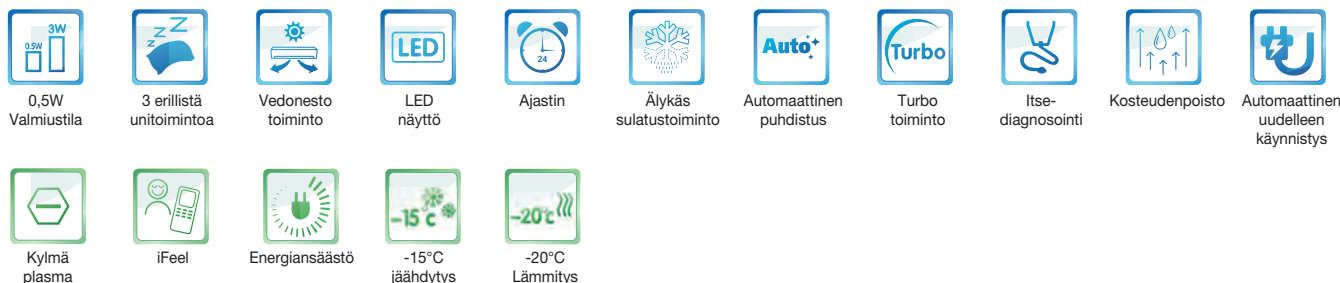 3W
0.5W
0,5W
Valmiustila
z z Z
3 erillistä
unitoimintoa
Vedonesto
toiminto
LED
LED
näyttö
24
Ajastin
Älykäs
sulatustoiminto
Auto
Automaattinen
puhdistus
Turbo
Turbo
toiminto
Itse-
diagnosointi
Kosteudenpoisto
Automaattinen
uudelleen
käynnistys
Kylmä
plasma
iFeel
Energiansäästö
-15°c
-15°C
jäähdytys
-20°c
-20°C
Lämmitys